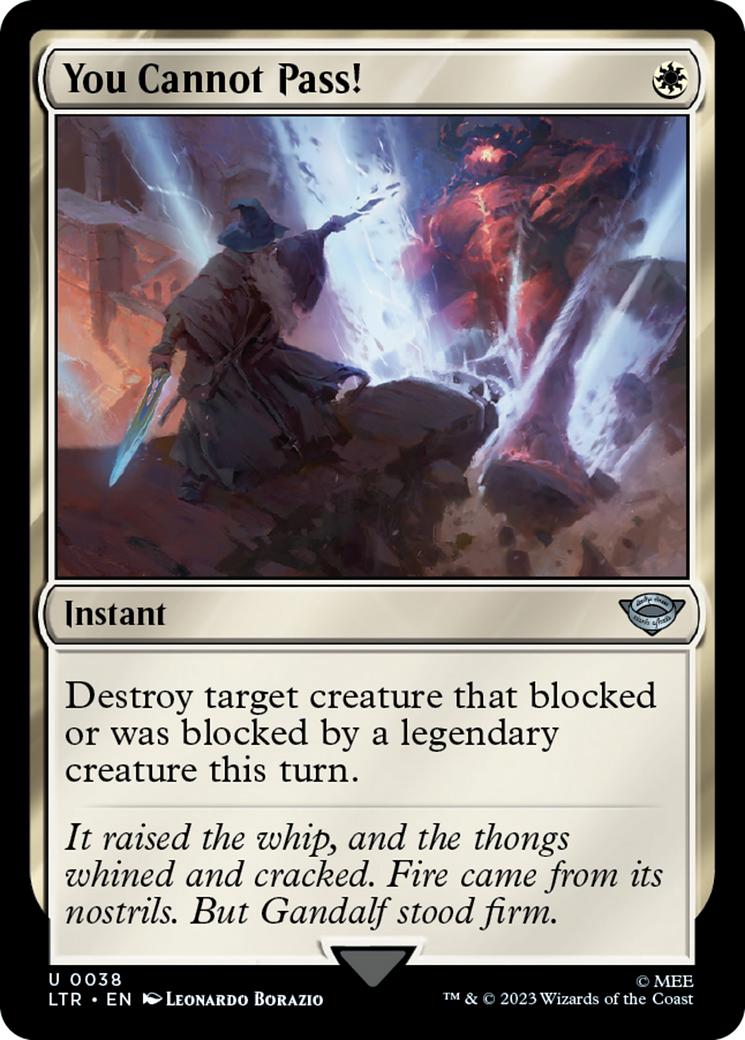 You Cannot Pass!
Instant
Destroy target creature that blocked
or was blocked by a legendary
creature this turn.
It raised the whip, and the thongs
whined and cracked. Fire came from its
nostrils. But Gandalf stood firm.
U 0038
LTR • EN Leonardo Borazio
© MEE
™ & © 2023 Wizards of the Coast